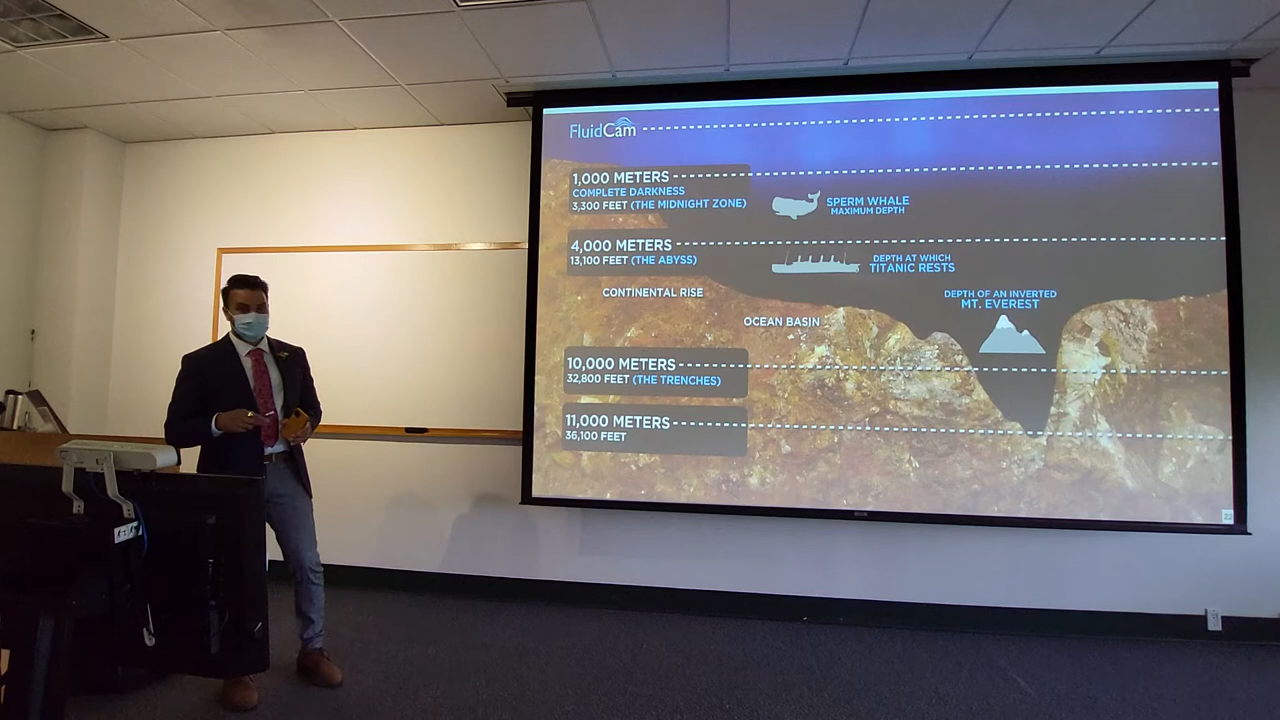 FluidCam
1,000 METERS
COMPLETE DARKNESS
3,300 FEET (THE MIDNIGHT ZONE)
SPERM WHALE
MAXIMUM DEPTH
4,000 METERS
13,100 FEET (THE ABYSS)
DEPTH AT WHICH
TITANIC RESTS
CONTINENTAL RISE
DEPTH OF AN INVERTED
MT. EVEREST
OCEAN BASIN
10,000 METERS
32,800 FEET (THE TRENCHES)
11,000 METERS
36,100 FEET
22